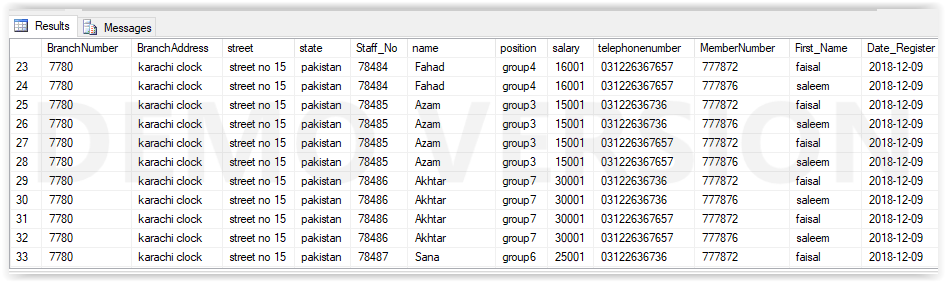 Results Messages
BranchNumber BranchAddress street state Staff_No name position salary telephonenumber MemberNumber First_Name Date_Register
23 7780 karachi clock street no 15 pakistan 78484 Fahad group4 16001 031226367657 777872 faisal 2018-12-09
24 7780 karachi clock street no 15 pakistan 78484 Fahad group4 16001 031226367657 777876 saleem 2018-12-09
25 7780 karachi clock street no 15 pakistan 78485 Azam group3 15001 03122636736 777872 faisal 2018-12-09
26 7780 karachi clock street no 15 pakistan 78485 Azam group3 15001 03122636736 777876 saleem 2018-12-09
27 7780 karachi clock street no 15 pakistan 78485 Azam group3 15001 031226367657 777872 faisal 2018-12-09
28 7780 karachi clock street no 15 pakistan 78485 Azam group3 15001 031226367657 777876 saleem 2018-12-09
29 7780 karachi clock street no 15 pakistan 78486 Akhtar group7 30001 03122636736 777872 faisal 2018-12-09
30 7780 karachi clock street no 15 pakistan 78486 Akhtar group7 30001 03122636736 777876 saleem 2018-12-09
31 7780 karachi clock street no 15 pakistan 78486 Akhtar group7 30001 031226367657 777872 faisal 2018-12-09
32 7780 karachi clock street no 15 pakistan 78486 Akhtar group7 30001 031226367657 777876 saleem 2018-12-09
33 7780 karachi clock street no 15 pakistan 78487 Sana group6 25001 03122636736 777872 faisal 2018-12-09
DEMO VERSION